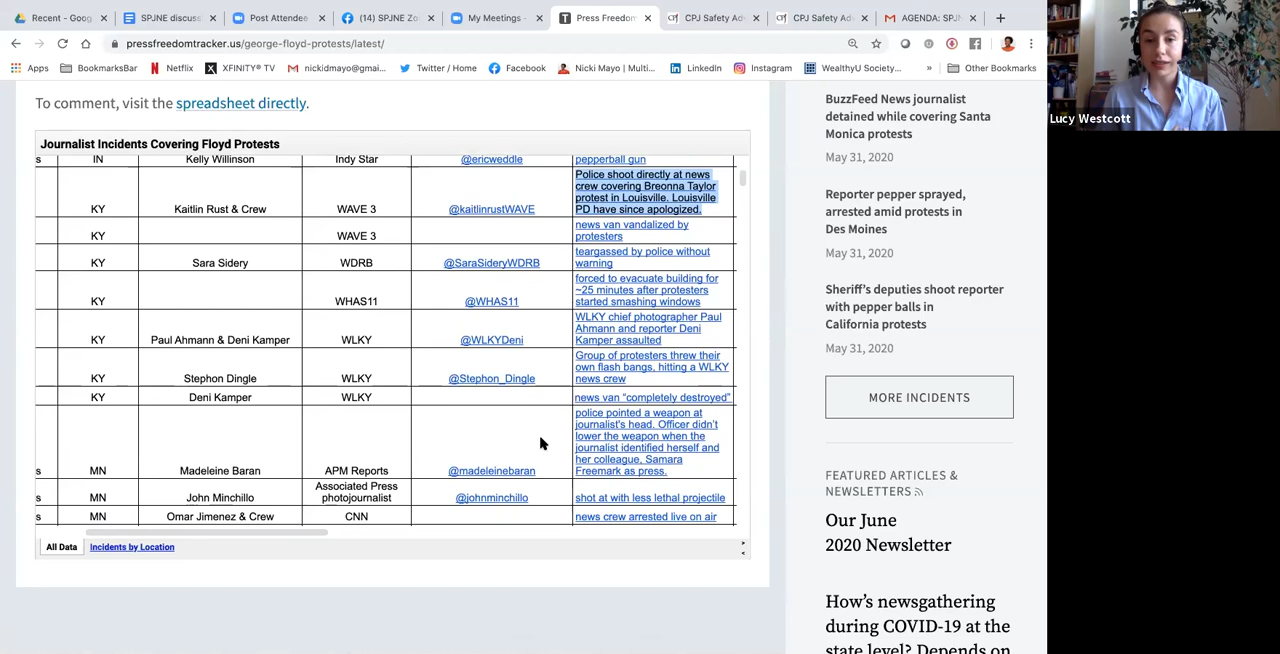 Recent - Goog
SPJNE discuss
Post Attendee
(14) SPJNE Zo
My Meetings -
Press Freedom
CPJ Safety Adv
CPJ Safety Adv
AGENDA: SPJN
pressfreedomtracker.us/george-floyd-protests/latest/
Apps
BookmarksBar
Netflix
XFINITY® TV
nickidmayo@gmai...
Twitter / Home
Facebook
Nicki Mayo | Multi...
LinkedIn
Instagram
WealthyU Society...
»
Other Bookmarks
To comment, visit the spreadsheet directly.
Journalist Incidents Covering Floyd Protests
s IN Kelly Willinson Indy Star @ericweddle pepperball gun
Police shoot directly at news
crew covering Breonna Taylor
protest in Louisville. Louisville
KY Kaitlin Rust & Crew WAVE 3 @kaitlinrustWAVE PD have since apologized.
news van vandalized by
KY WAVE 3 protesters
teargassed by police without
KY Sara Sidery WDRB @SaraSideryWDRB warning
forced to evacuate building for
~25 minutes after protesters
KY WHAS11 @WHAS11 started smashing windows
WLKY chief photographer Paul
Ahmann and reporter Deni
KY Paul Ahmann & Deni Kamper WLKY @WLKYDeni Kamper assaulted
Group of protesters threw their
own flash bangs, hitting a WLKY
KY Stephon Dingle WLKY @Stephon_Dingle news crew
KY Deni Kamper WLKY news van “completely destroyed”
police pointed a weapon at
journalist's head. Officer didn’t
lower the weapon when the
journalist identified herself and
her colleague, Samara
s MN Madeleine Baran APM Reports @madeleinebaran Freemark as press.
Associated Press
s MN John Minchillo photojournalist @johnminchillo shot at with less lethal projectile
s MN Omar Jimenez & Crew CNN news crew arrested live on air
All Data
Incidents by Location
BuzzFeed News journalist
detained while covering Santa
Monica protests
May 31, 2020
Reporter pepper sprayed,
arrested amid protests in
Des Moines
May 31, 2020
Sheriff’s deputies shoot reporter
with pepper balls in
California protests
May 31, 2020
MORE INCIDENTS
FEATURED ARTICLES &
NEWSLETTERS
Our June
2020 Newsletter
How’s newsgathering
during COVID-19 at the
state level? Depends on
Lucy Westcott